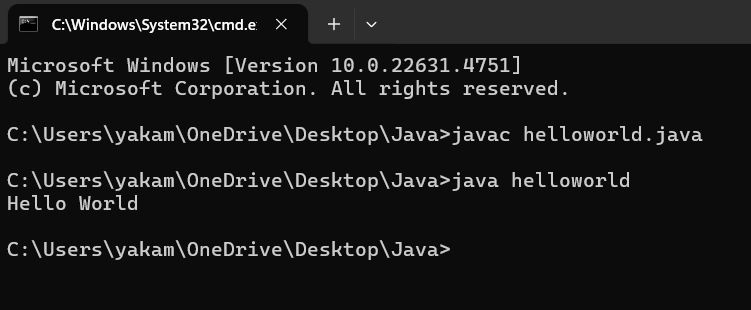 C:\Windows\System32\cmd.e
Microsoft Windows [Version 10.0.22631.4751]
(c) Microsoft Corporation. All rights reserved.
C:\Users\yakam\OneDrive\Desktop\Java>javac helloworld.java
C:\Users\yakam\OneDrive\Desktop\Java>java helloworld
Hello World
C:\Users\yakam\OneDrive\Desktop\Java>